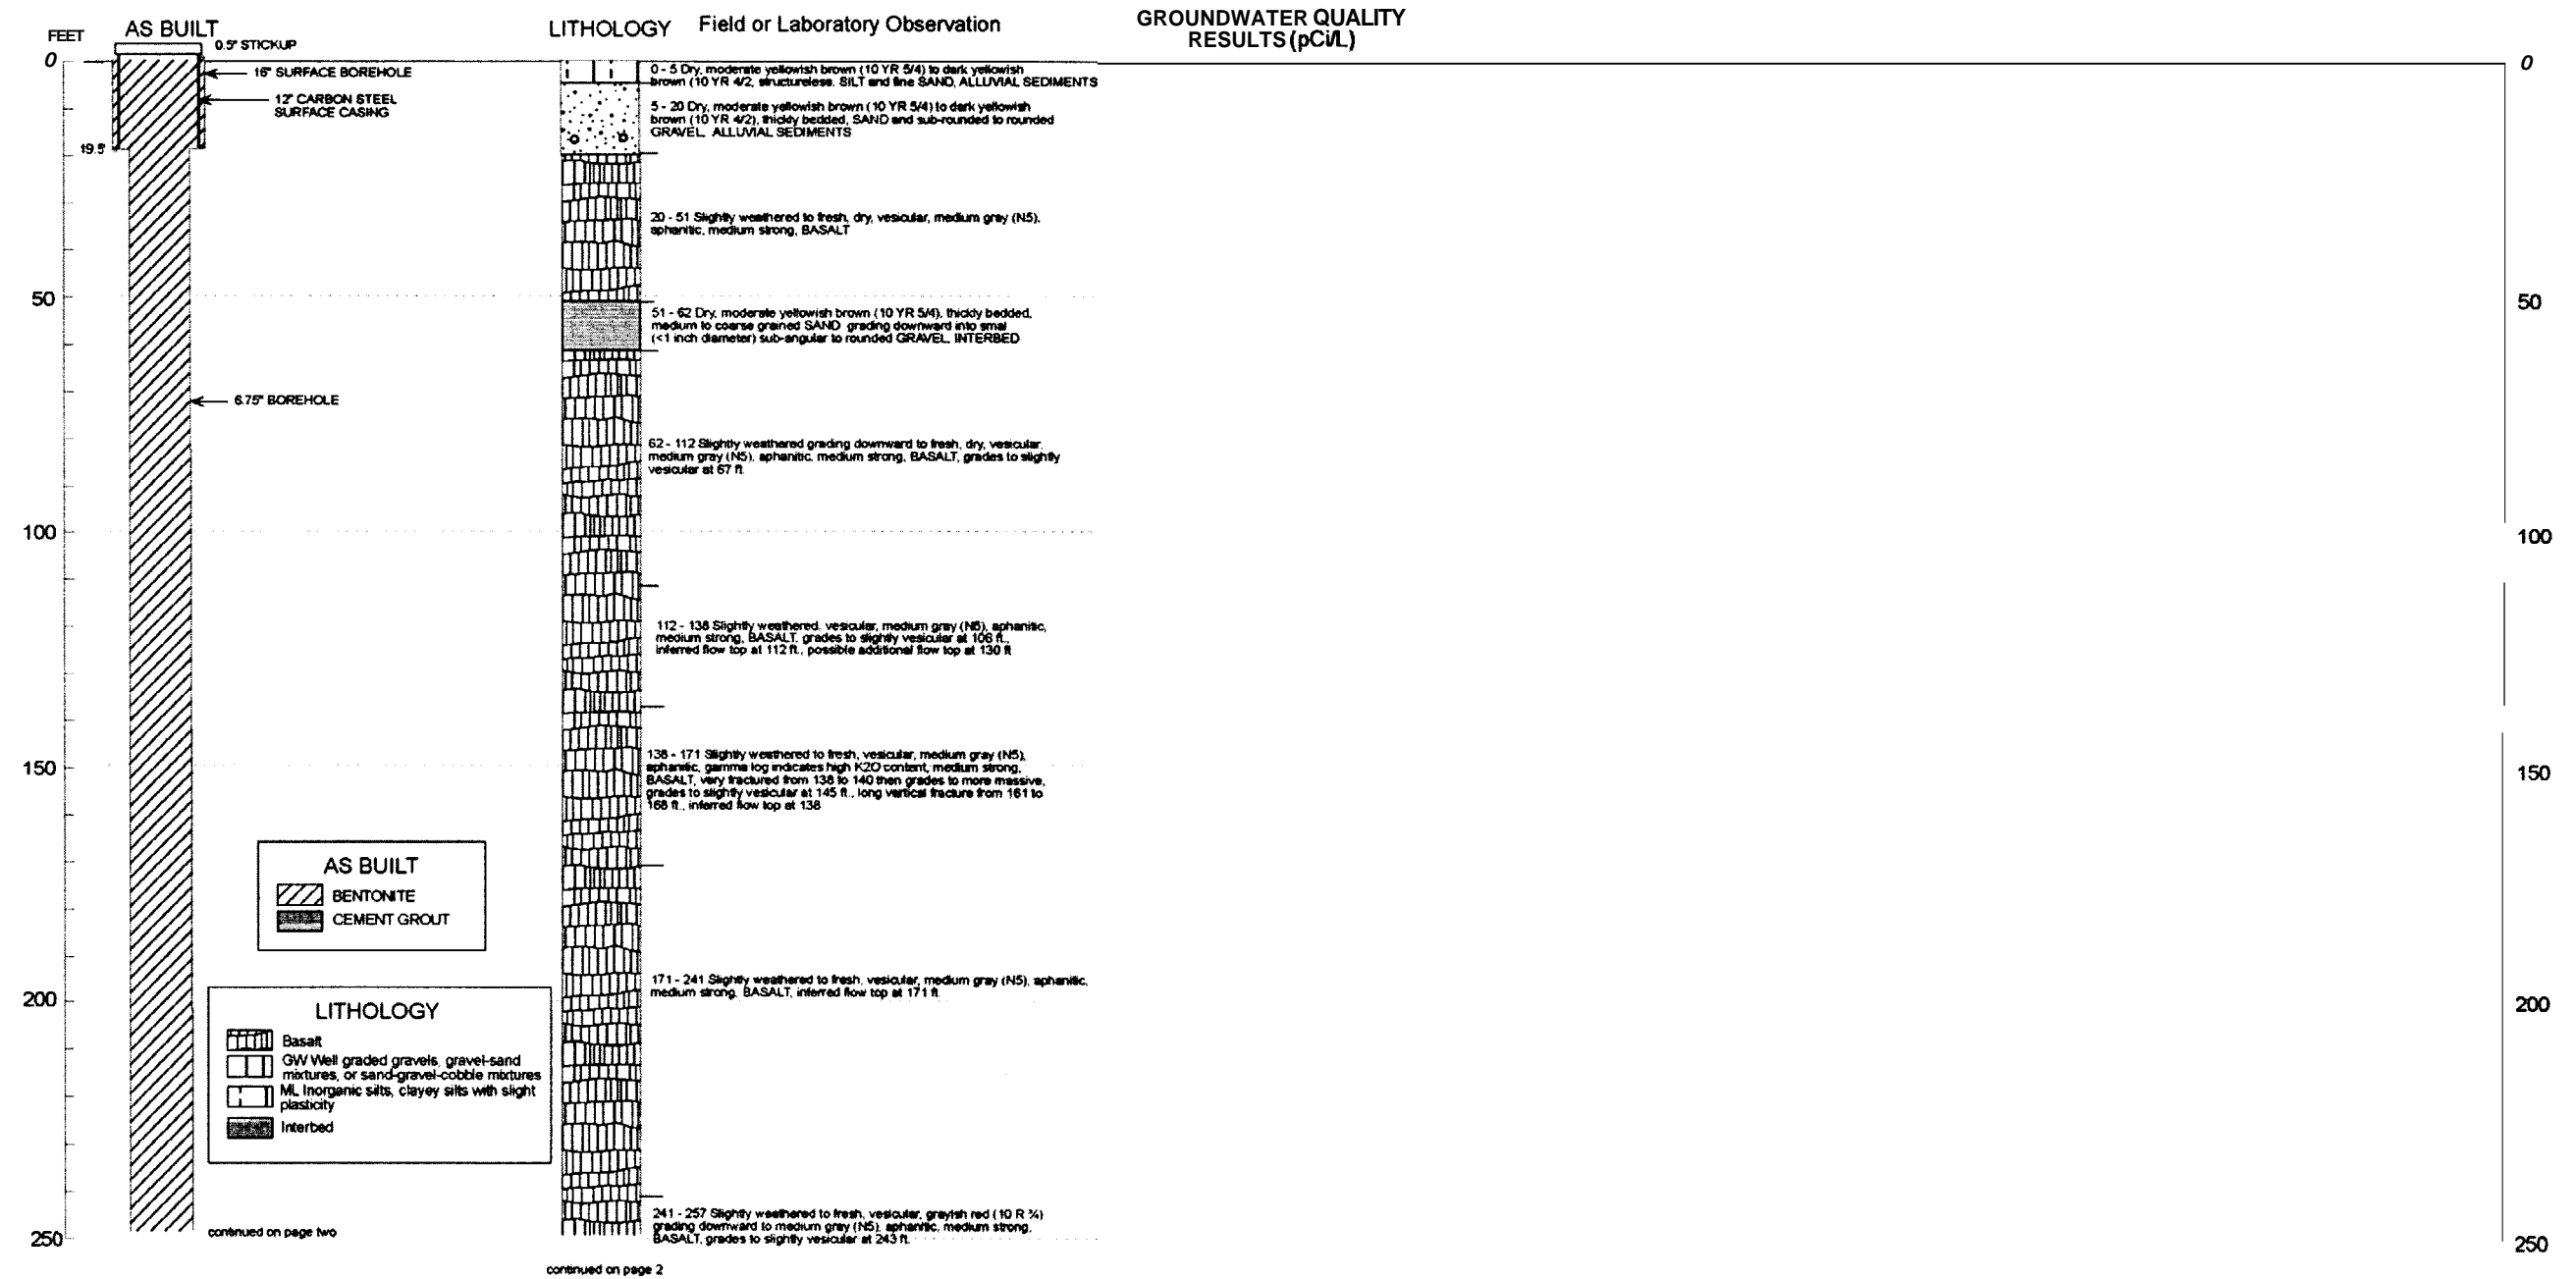 FEET
AS BUILT
LITHOLOGY
Field or Laboratory Observation
GROUNDWATER QUALITY
RESULTS (pCi/L)
0.5" STICKUP
0
16" SURFACE BOREHOLE
12" CARBON STEEL
SURFACE CASING
19.5'
0 - 5 Dry, moderate yellowish brown (10 YR 5/4) to dark yellowish
brown (10 YR 4/2, structureless. SILT and fine SAND, ALLUVIAL SEDIMENTS
5 - 20 Dry, moderate yellowish brown (10 YR 5/4) to dark yellowish
brown (10 YR 4/2), thickly bedded, SAND and sub-rounded to rounded
GRAVEL. ALLUVIAL SEDIMENTS
0
20 - 51 Slightly weathered to fresh, dry, vesicular, medium gray (N5),
aphanitic, medium strong, BASALT
50
51 - 62 Dry, moderate yellowish brown (10 YR 5/4), thickly bedded,
medium to coarse grained SAND grading downward into smal
(<1 inch diameter) sub-angular to rounded GRAVEL, INTERBED
50
6.75" BOREHOLE
62 - 112 Slightly weathered grading downward to fresh, dry, vesicular,
medium gray (N5), aphanitic, medium strong, BASALT, grades to slightly
vesicular at 67 ft.
100
100
112 - 138 Slightly weathered, vesicular, medium gray (N5), aphanitic,
medium strong, BASALT, grades to slightly vesicular at 106 ft.,
inferred flow top at 112 ft., possible additional flow top at 130 ft
150
138 - 171 Slightly weathered to fresh, vesicular, medium gray (N5),
aphanitic, gamma log indicates high K2O content, medium strong,
BASALT, very fractured from 138 to 140 then grades to more massive,
grades to slightly vesicular at 145 ft., long vertical fracture from 161 to
168 ft., inferred flow top at 138
150
AS BUILT
BENTONITE
CEMENT GROUT
200
171 - 241 Slightly weathered to fresh, vesicular, medium gray (N5), aphanitic,
medium strong, BASALT, inferred flow top at 171 ft.
200
LITHOLOGY
Basalt
GW Well graded gravels, gravel-sand
mixtures, or sand-gravel-cobble mixtures
ML Inorganic silts, clayey silts with slight
plasticity
Interbed
250
continued on page two
241 - 257 Slightly weathered to fresh, vesicular, grayish red (10 R ¾)
grading downward to medium gray (N5), aphanitic, medium strong,
BASALT, grades to slightly vesicular at 243 ft.
250
continued on page 2